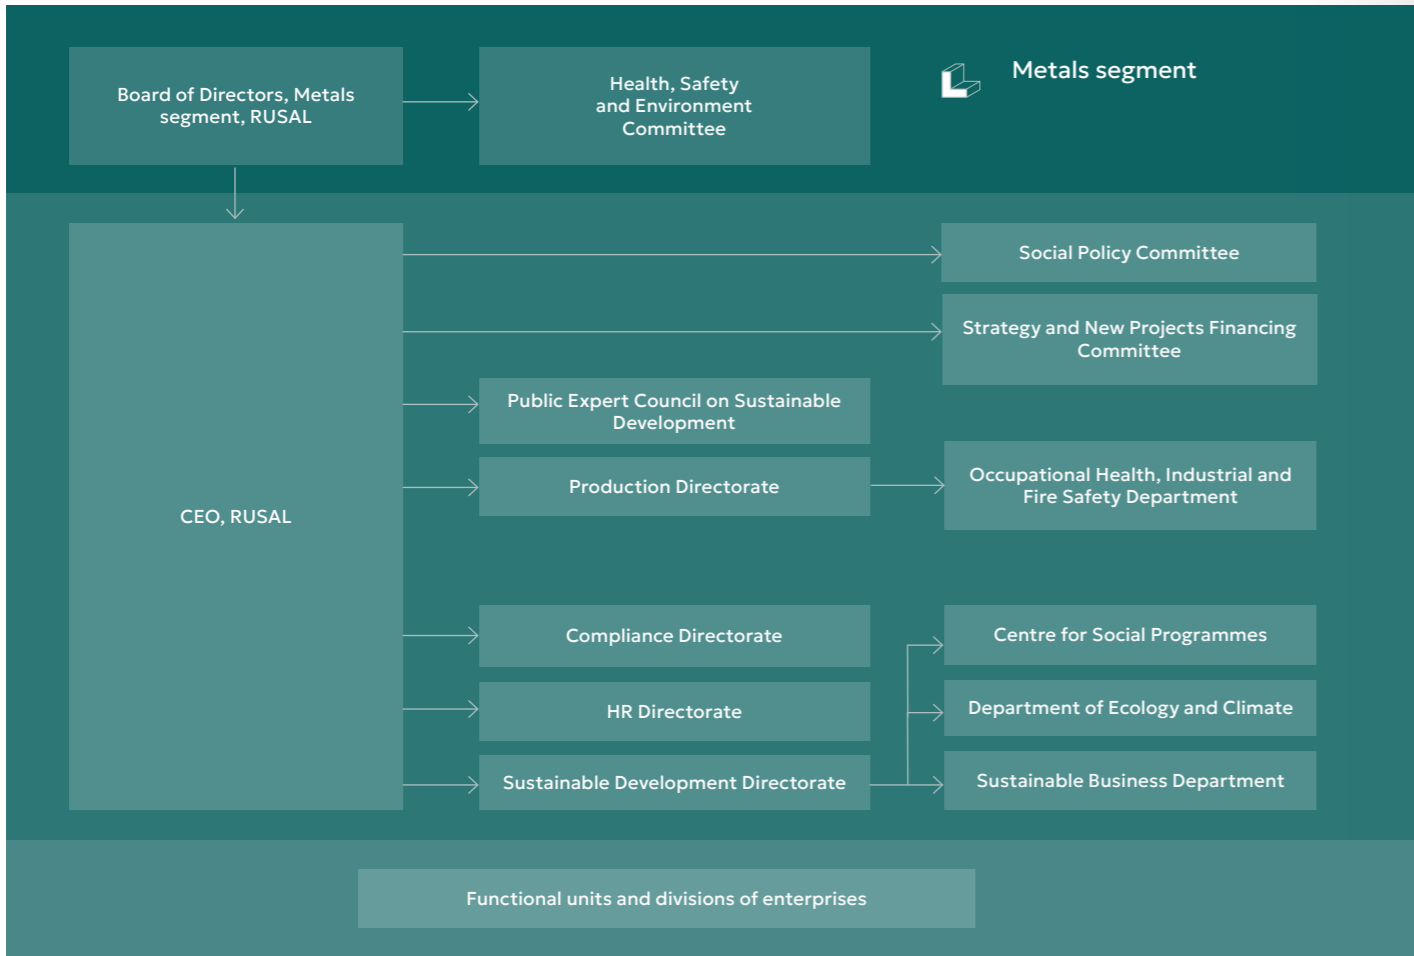 Board of Directors, Metals
segment, RUSAL
Health, Safety
and Environment
Committee
Metals segment
CEO, RUSAL
Social Policy Committee
Strategy and New Projects Financing
Committee
Public Expert Council on Sustainable
Development
Production Directorate
Occupational Health, Industrial and
Fire Safety Department
Compliance Directorate
Centre for Social Programmes
HR Directorate
Department of Ecology and Climate
Sustainable Development Directorate
Sustainable Business Department
Functional units and divisions of enterprises